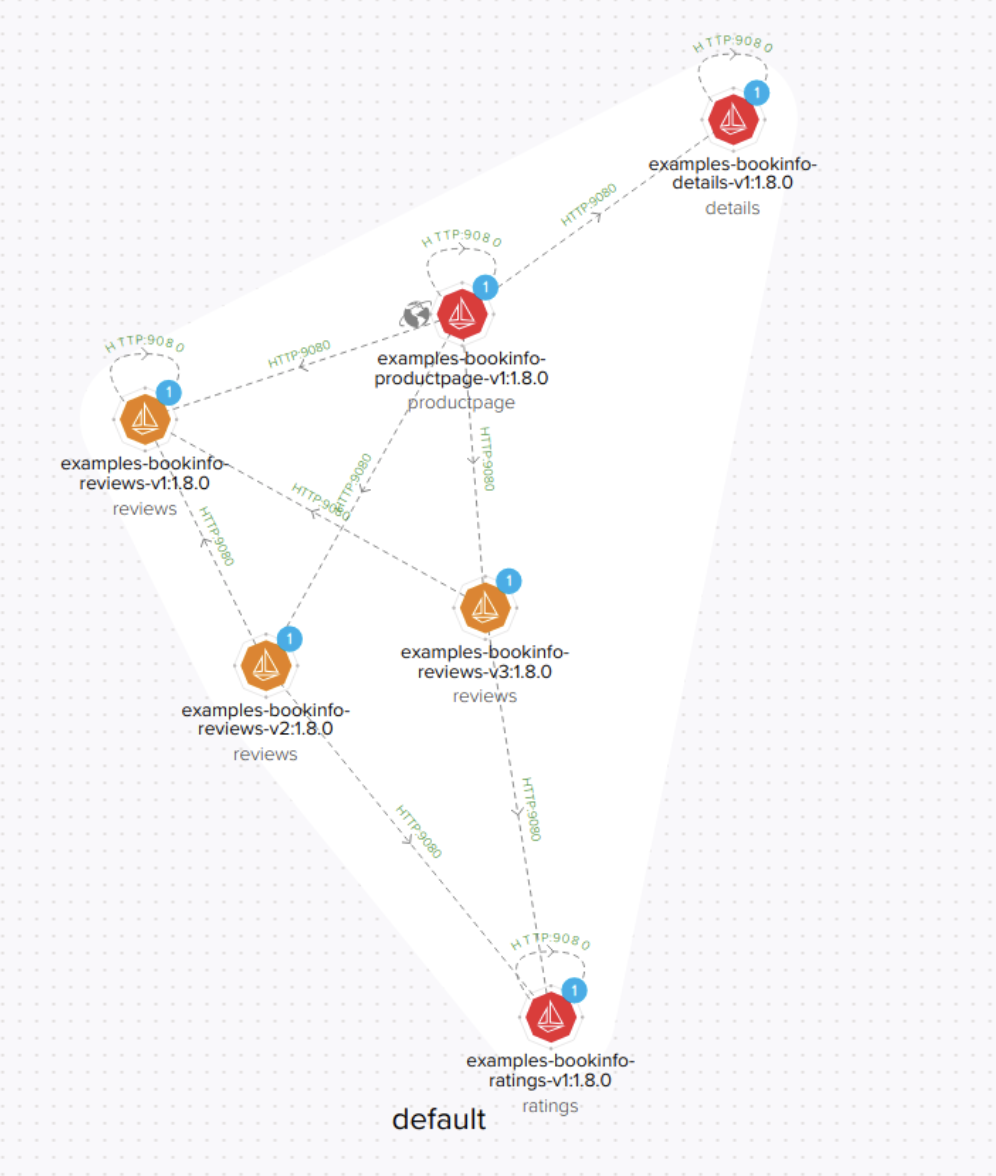 HTTP:9080
1
examples-bookinfo-
details-v1:1.8.0
details
HTTP:9080
HTTP:9080
1
examples-bookinfo-
productpage-v1:1.8.0
productpage
HTTP:9080
HTTP:9080
1
examples-bookinfo-
reviews-v1:1.8.0
reviews
HTTP:9080
HTTP:9080
HTTP:9080
HTTP:9080
1
examples-bookinfo-
reviews-v3:1.8.0
reviews
1
examples-bookinfo-
reviews-v2:1.8.0
reviews
HTTP:9080
HTTP:9080
HTTP:9080
1
examples-bookinfo-
ratings-v1:1.8.0
ratings
default